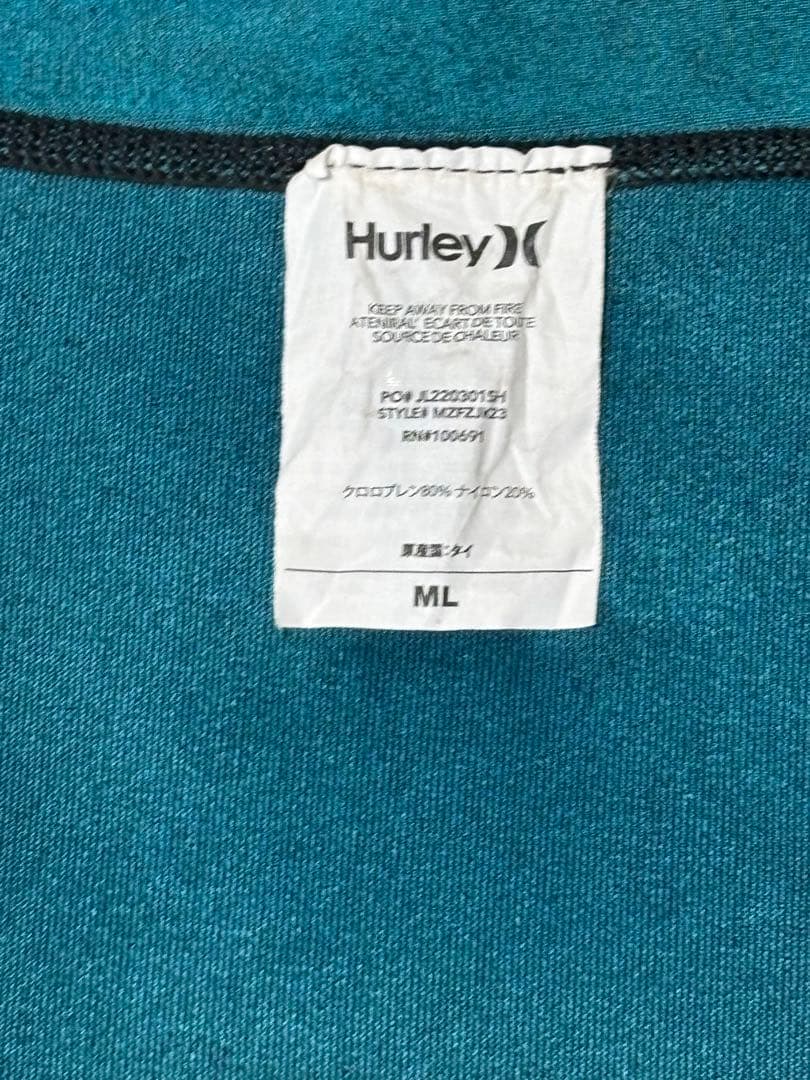 Hurley
KEEP AWAY FROM FIRE
ATENIRAL' ECART DE TOUTE
SOURCE DE CHALEUR
PO# JL220301SH
STYLE# MZFZJK23
RN#100691
クロロプレン80% ナイロン20%
原産国:タイ
ML